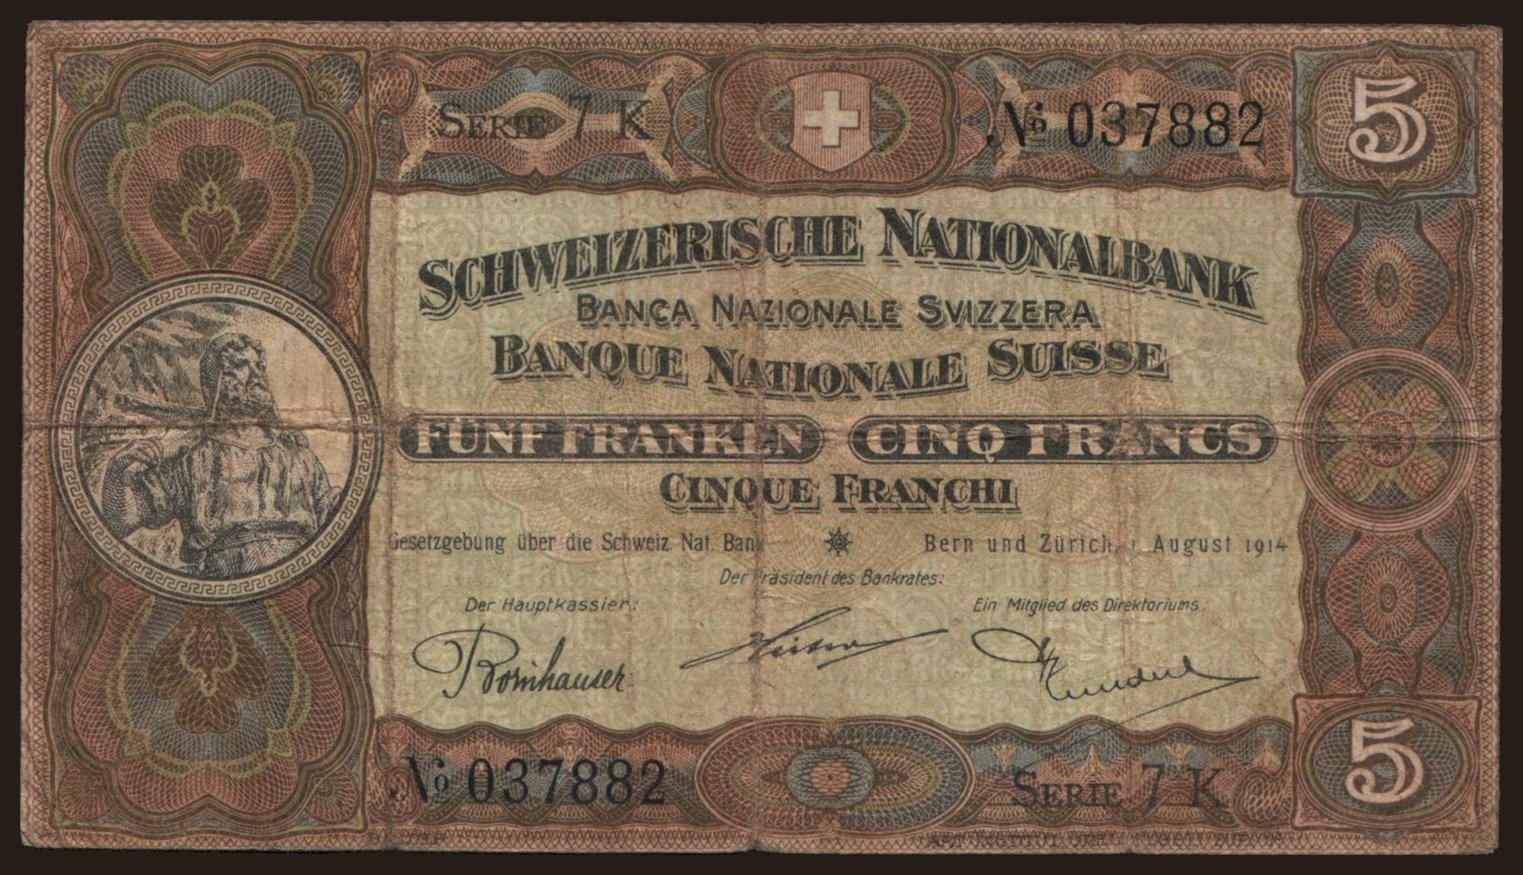 SERIE 7 K
№ 037882
5
SCHWEIZERISCHE NATIONALBANK
BANCA NAZIONALE SVIZZERA
BANQUE NATIONALE SUISSE
FÜNF FRANKEN CINQ FRANCS
CINQUE FRANCHI
Gesetzgebung über die Schweiz. Nat. Bank
Bern und Zürich, 1. August 1914
Der Präsident des Bankrates:
Der Hauptkassier:
Ein Mitglied des Direktoriums:
Bornhauser
№ 037882
SERIE 7 K
5